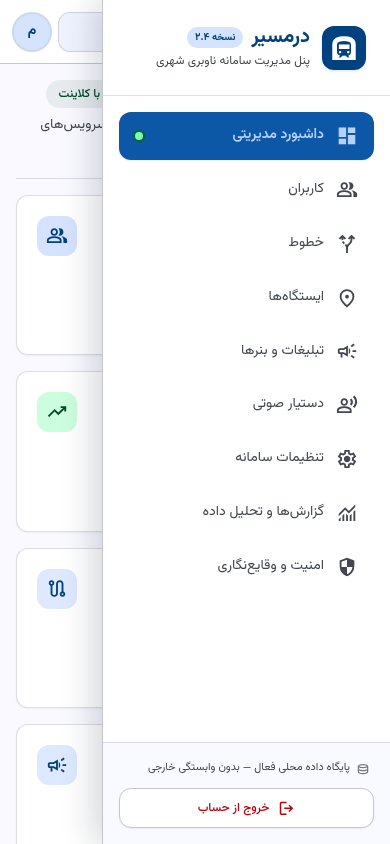 درمسیر نسخه ۲.۴
پنل مدیریت سامانه ناوبری شهری
داشبورد مدیریتی
کاربران
خطوط
ایستگاه‌ها
تبلیغات و بنرها
دستیار صوتی
تنظیمات سامانه
گزارش‌ها و تحلیل داده
امنیت و وقایع‌نگاری
پایگاه داده محلی فعال — بدون وابستگی خارجی
خروج از حساب
م
با کلاینت
سرویس‌های